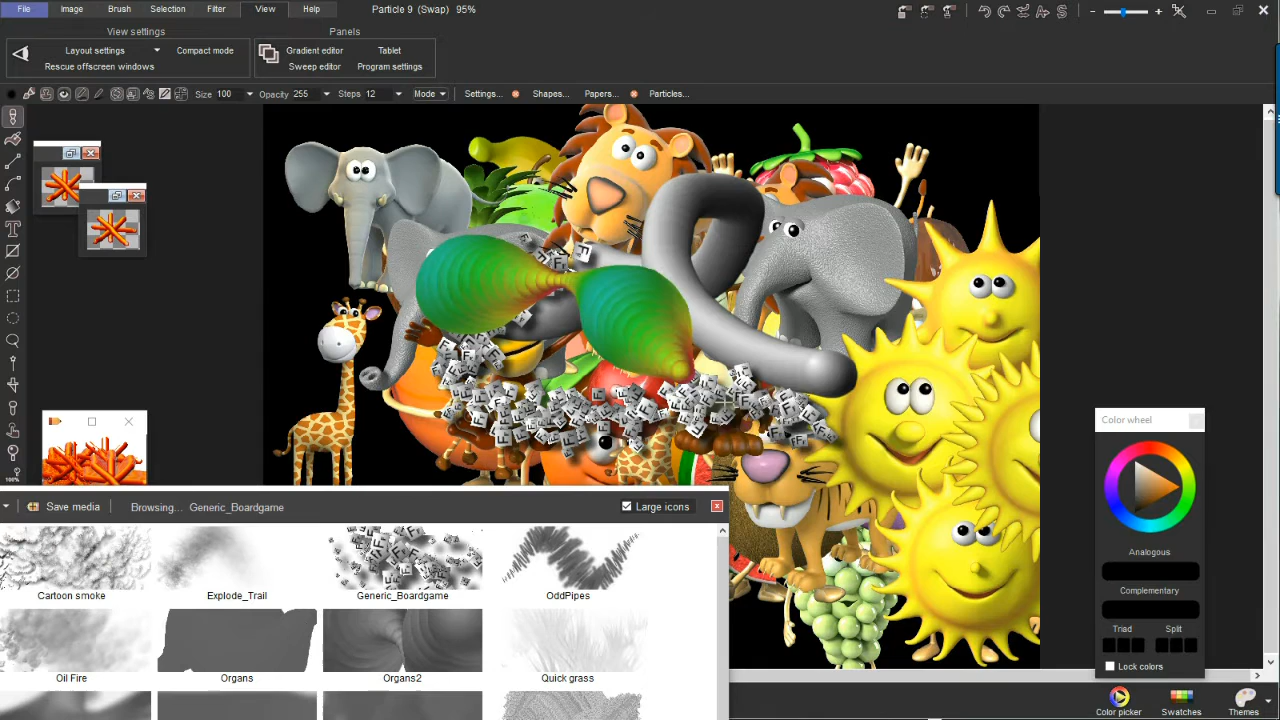 File Image Brush Selection Filter View Help Particle 9 (Swap) 95%
View settings Panels
Layout settings Compact mode Gradient editor Tablet
Rescue offscreen windows Sweep editor Program settings
Size 100 Opacity 255 Steps 12 Mode Settings... Shapes... Papers... Particles...
Color wheel
Save media Browsing... Generic_Boardgame Large icons
Analogous
Complementary
Triad Split
Lock colors
Cartoon smoke Explode_Trail Generic_Boardgame OddPipes
Oil Fire Organs Organs2 Quick grass
Color picker Swatches Themes
100%